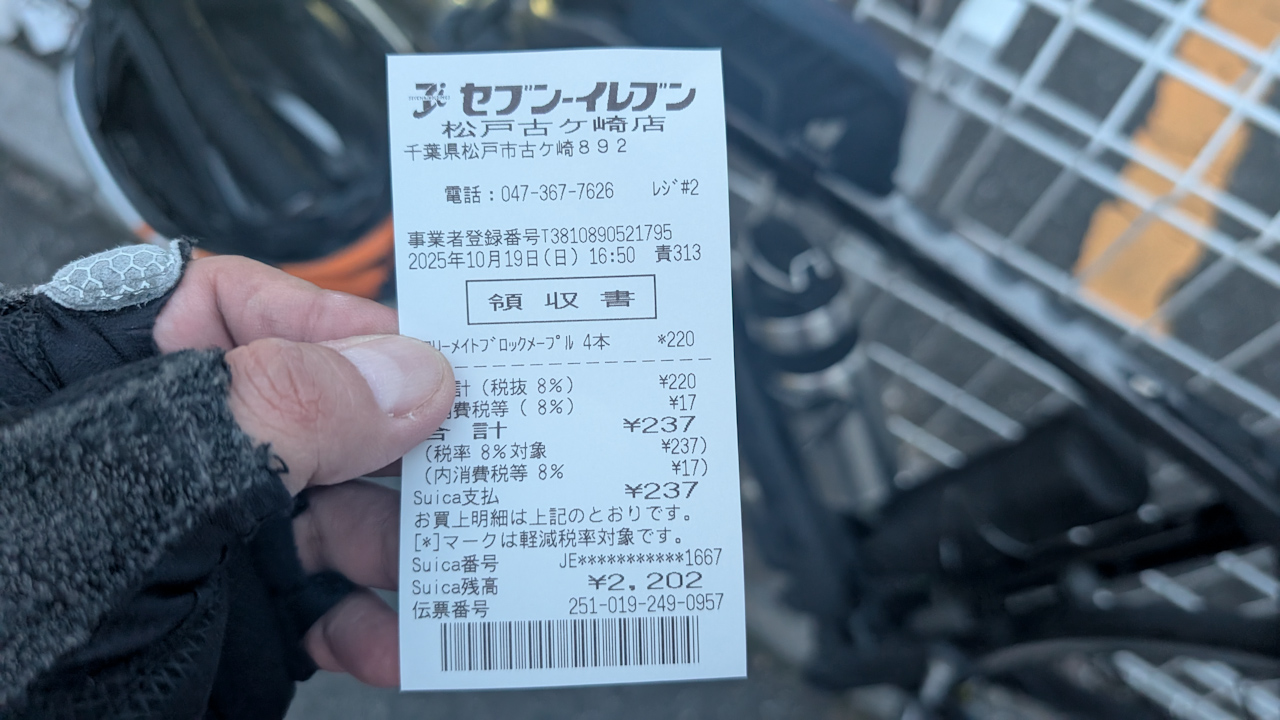 セブン-イレブン
松戸古ケ崎店
千葉県松戸市古ケ崎892
電話:047-367-7626 レジ#2
事業者登録番号T3810890521795
2025年10月19日(日) 16:50 責313
領収書
リーメイトブロックメープル 4本 *220
計(税抜 8%) ¥220
費税等( 8%) ¥17
合 計 ¥237
(税率 8%対象 ¥237)
(内消費税等 8% ¥17)
Suica支払 ¥237
お買上明細は上記のとおりです。
[*]マークは軽減税率対象です。
Suica番号 JE***********1667
Suica残高 ¥2,202
伝票番号 251-019-249-0957